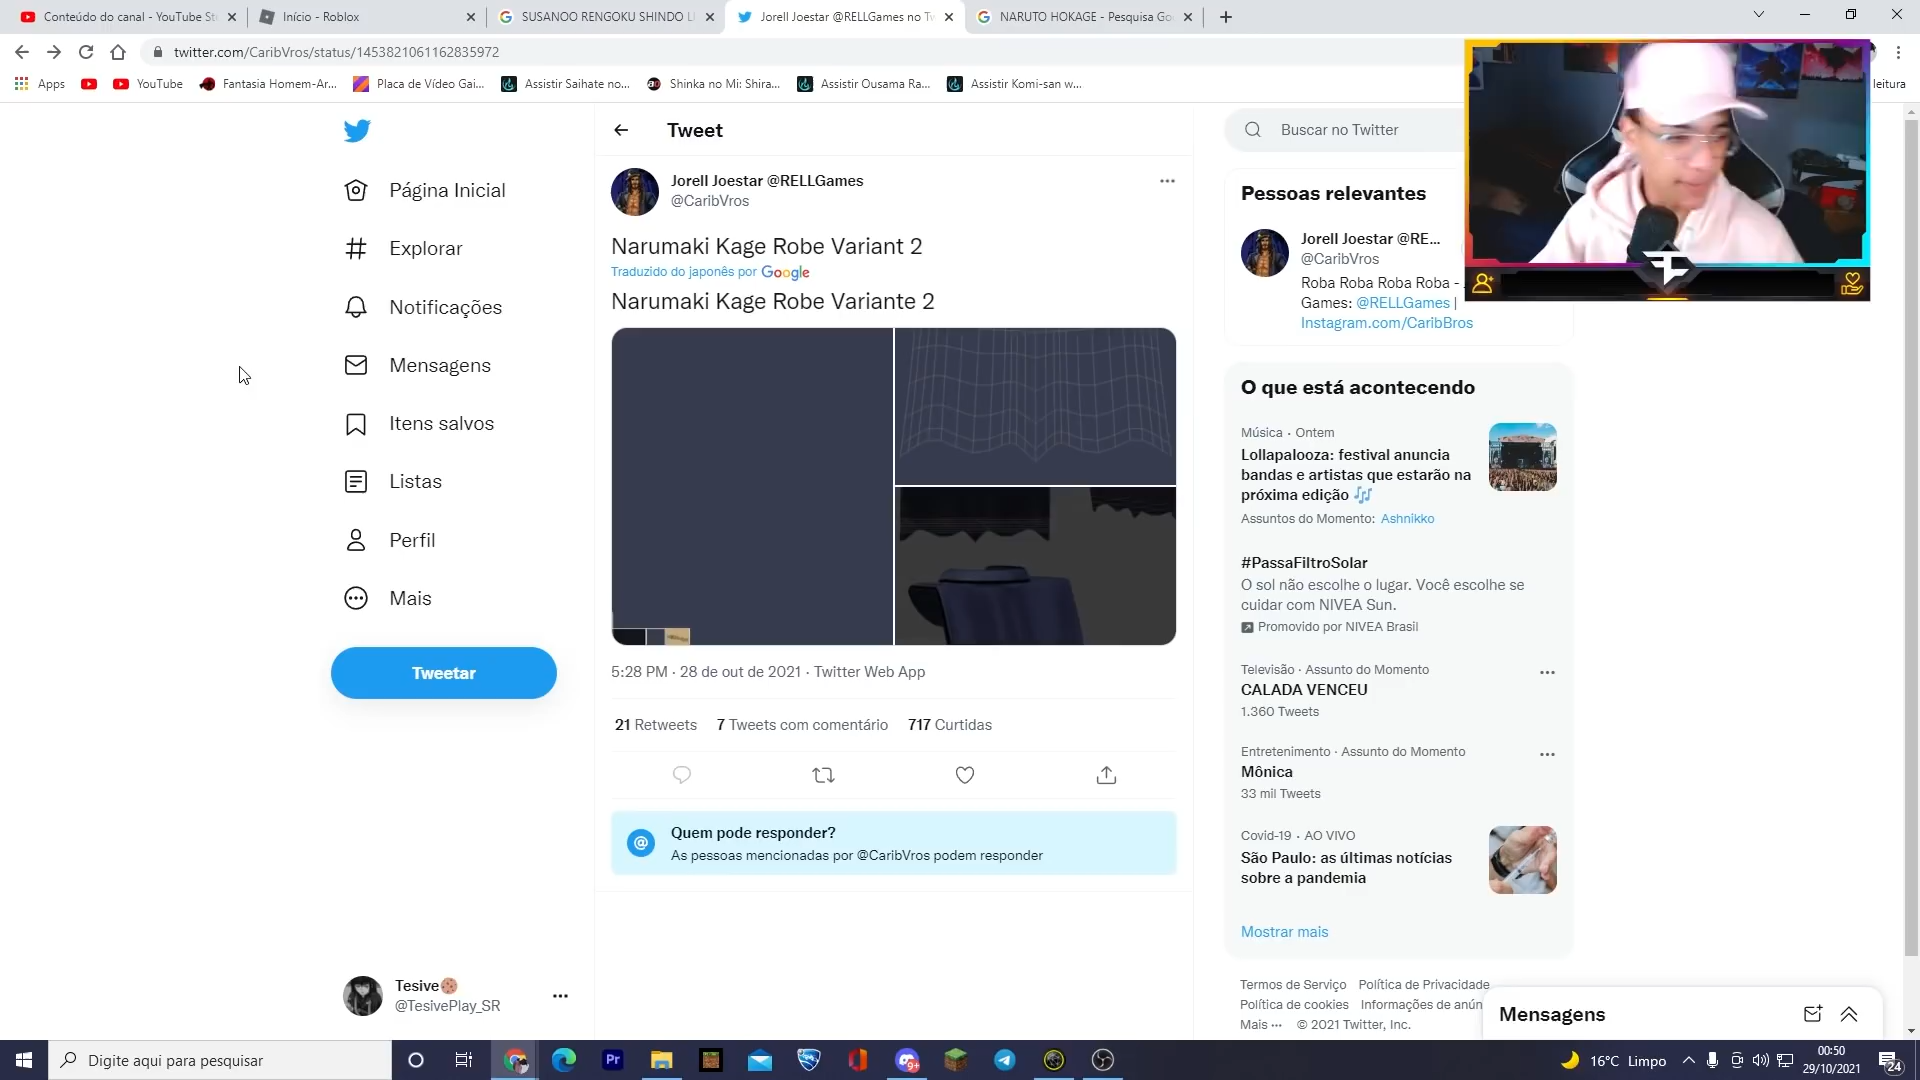 Conteúdo do canal - YouTube St
Início - Roblox
SUSANOO RENGOKU SHINDO LI
Jorell Joestar @RELLGames no Tw
NARUTO HOKAGE - Pesquisa Goo
twitter.com/CaribVros/status/1453821061162835972
Apps
YouTube
Fantasia Homem-Ar...
Placa de Vídeo Gai...
Assistir Saihate no...
Shinka no Mi: Shira...
Assistir Ousama Ra...
Assistir Komi-san w...
leitura
Página Inicial
Explorar
Notificações
Mensagens
Itens salvos
Listas
Perfil
Mais
Tweetar
Tesive
@TesivePlay_SR
Tweet
Jorell Joestar @RELLGames
@CaribVros
Narumaki Kage Robe Variant 2
Traduzido do japonês por Google
Narumaki Kage Robe Variante 2
5:28 PM · 28 de out de 2021 · Twitter Web App
21 Retweets 7 Tweets com comentário 717 Curtidas
Quem pode responder?
As pessoas mencionadas por @CaribVros podem responder
Buscar no Twitter
Pessoas relevantes
Jorell Joestar @RE...
@CaribVros
Roba Roba Roba Roba -
Games: @RELLGames |
Instagram.com/CaribBros
O que está acontecendo
Música · Ontem
Lollapalooza: festival anuncia
bandas e artistas que estarão na
próxima edição
Assuntos do Momento: Ashnikko
#PassaFiltroSolar
O sol não escolhe o lugar. Você escolhe se
cuidar com NIVEA Sun.
Promovido por NIVEA Brasil
Televisão · Assunto do Momento
CALADA VENCEU
1.360 Tweets
Entretenimento · Assunto do Momento
Mônica
33 mil Tweets
Covid-19 · AO VIVO
São Paulo: as últimas notícias
sobre a pandemia
Mostrar mais
Termos de Serviço Política de Privacidade
Política de cookies Informações de anún
Mais ··· © 2021 Twitter, Inc.
Mensagens
Digite aqui para pesquisar
Pr
9+
16°C Limpo
00:50
29/10/2021
24